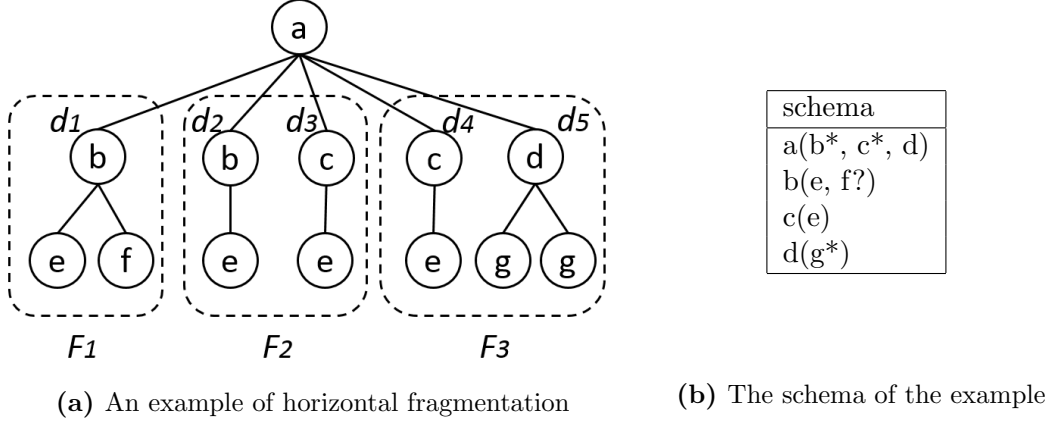 a
d1 d2 d3 d4 d5
b b c c d
e f e e e g g
F1 F2 F3
(a) An example of horizontal fragmentation
schema
a(b*, c*, d)
b(e, f?)
c(e)
d(g*)
(b) The schema of the example